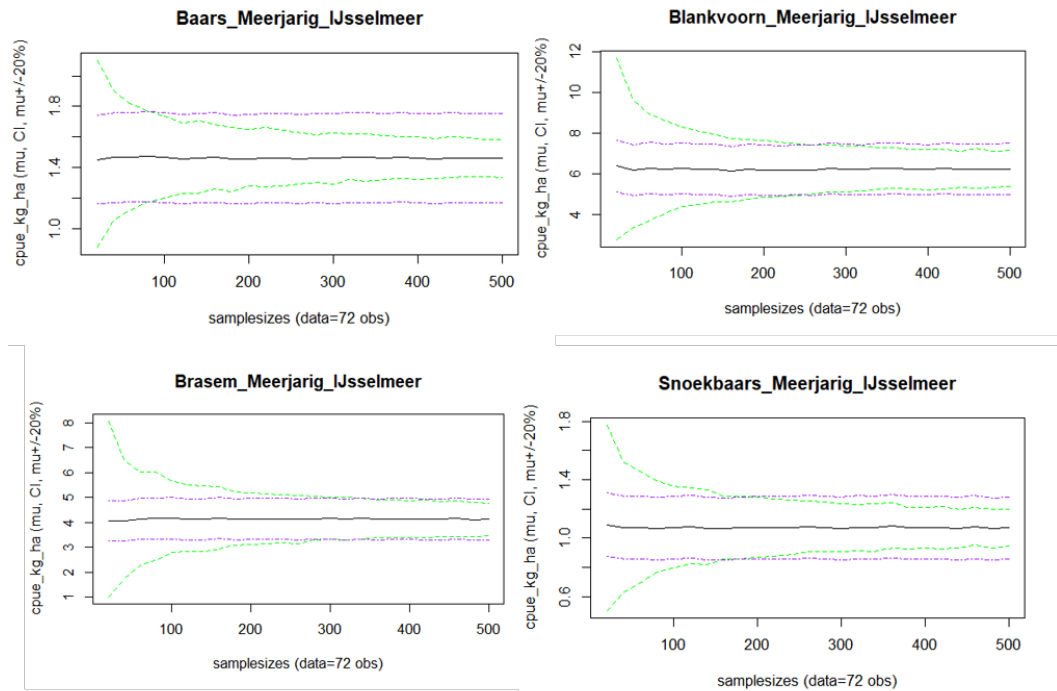 Baars_Meerjarig_IJsselmeer
cpue_kg_ha (mu, CI, mu+/-20%)
1.0 1.4 1.8
100 200 300 400 500
samplesizes (data=72 obs)
Blankvoorn_Meerjarig_IJsselmeer
cpue_kg_ha (mu, CI, mu+/-20%)
4 6 8 10 12
100 200 300 400 500
samplesizes (data=72 obs)
Brasem_Meerjarig_IJsselmeer
cpue_kg_ha (mu, CI, mu+/-20%)
1 2 3 4 5 6 7 8
100 200 300 400 500
samplesizes (data=72 obs)
Snoekbaars_Meerjarig_IJsselmeer
cpue_kg_ha (mu, CI, mu+/-20%)
0.6 1.0 1.4 1.8
100 200 300 400 500
samplesizes (data=72 obs)